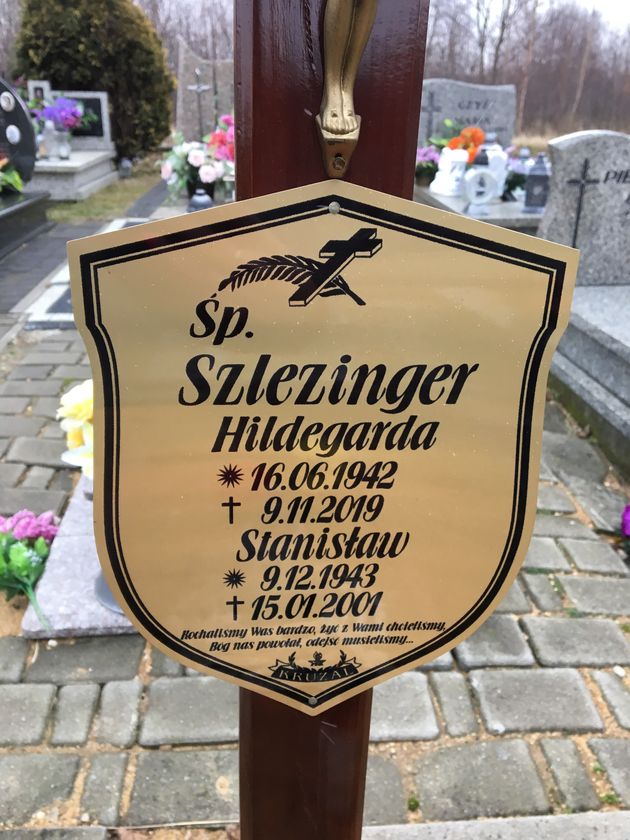 Śp.
Szlezinger
Hildegarda
16.06.1942
† 9.11.2019
Stanisław
9.12.1943
† 15.01.2001
Kochaliśmy Was bardzo, żyć z Wami chcieliśmy,
Bóg nas powołał, odejść musieliśmy...
KRUŻAL